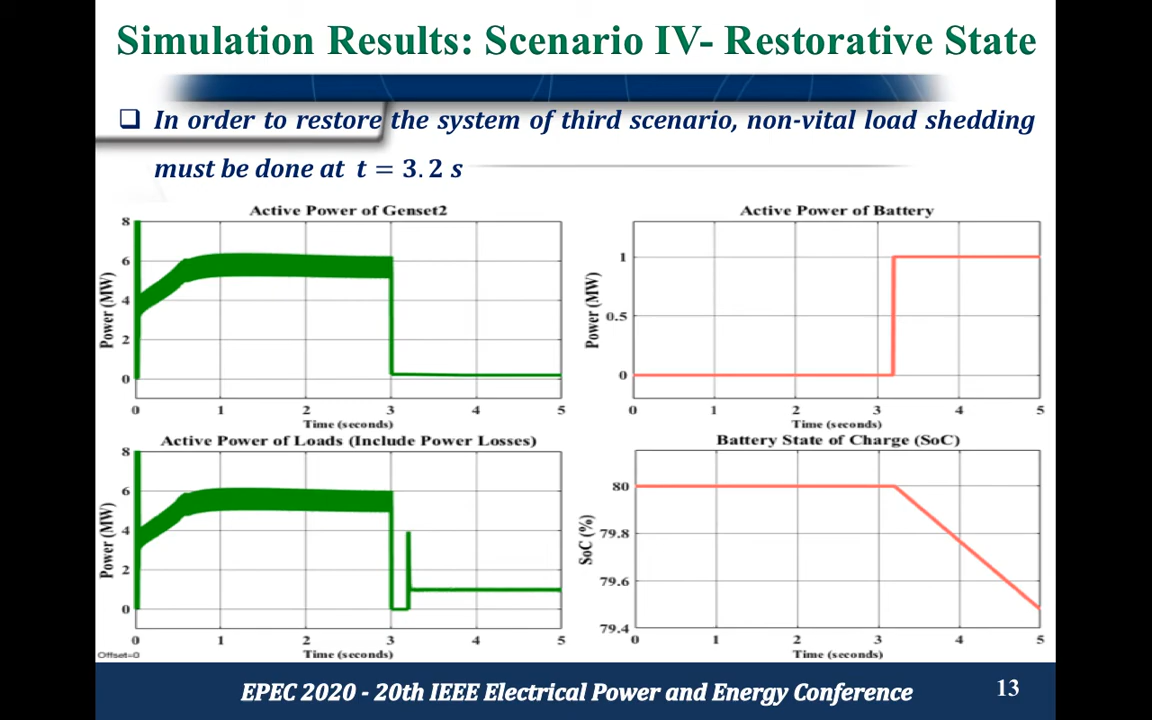 Simulation Results: Scenario IV- Restorative State
❑ In order to restore the system of third scenario, non-vital load shedding
must be done at t = 3.2 s
Active Power of Genset2
Power (MW)
8
6
4
2
0
0 1 2 3 4 5
Time (seconds)
Active Power of Battery
Power (MW)
1
0.5
0
0 1 2 3 4 5
Time (seconds)
Active Power of Loads (Include Power Losses)
Power (MW)
8
6
4
2
0
0 1 2 3 4 5
Offset=0
Time (seconds)
Battery State of Charge (SoC)
SoC (%)
80
79.8
79.6
79.4
0 1 2 3 4 5
Time (seconds)
EPEC 2020 - 20th IEEE Electrical Power and Energy Conference
13